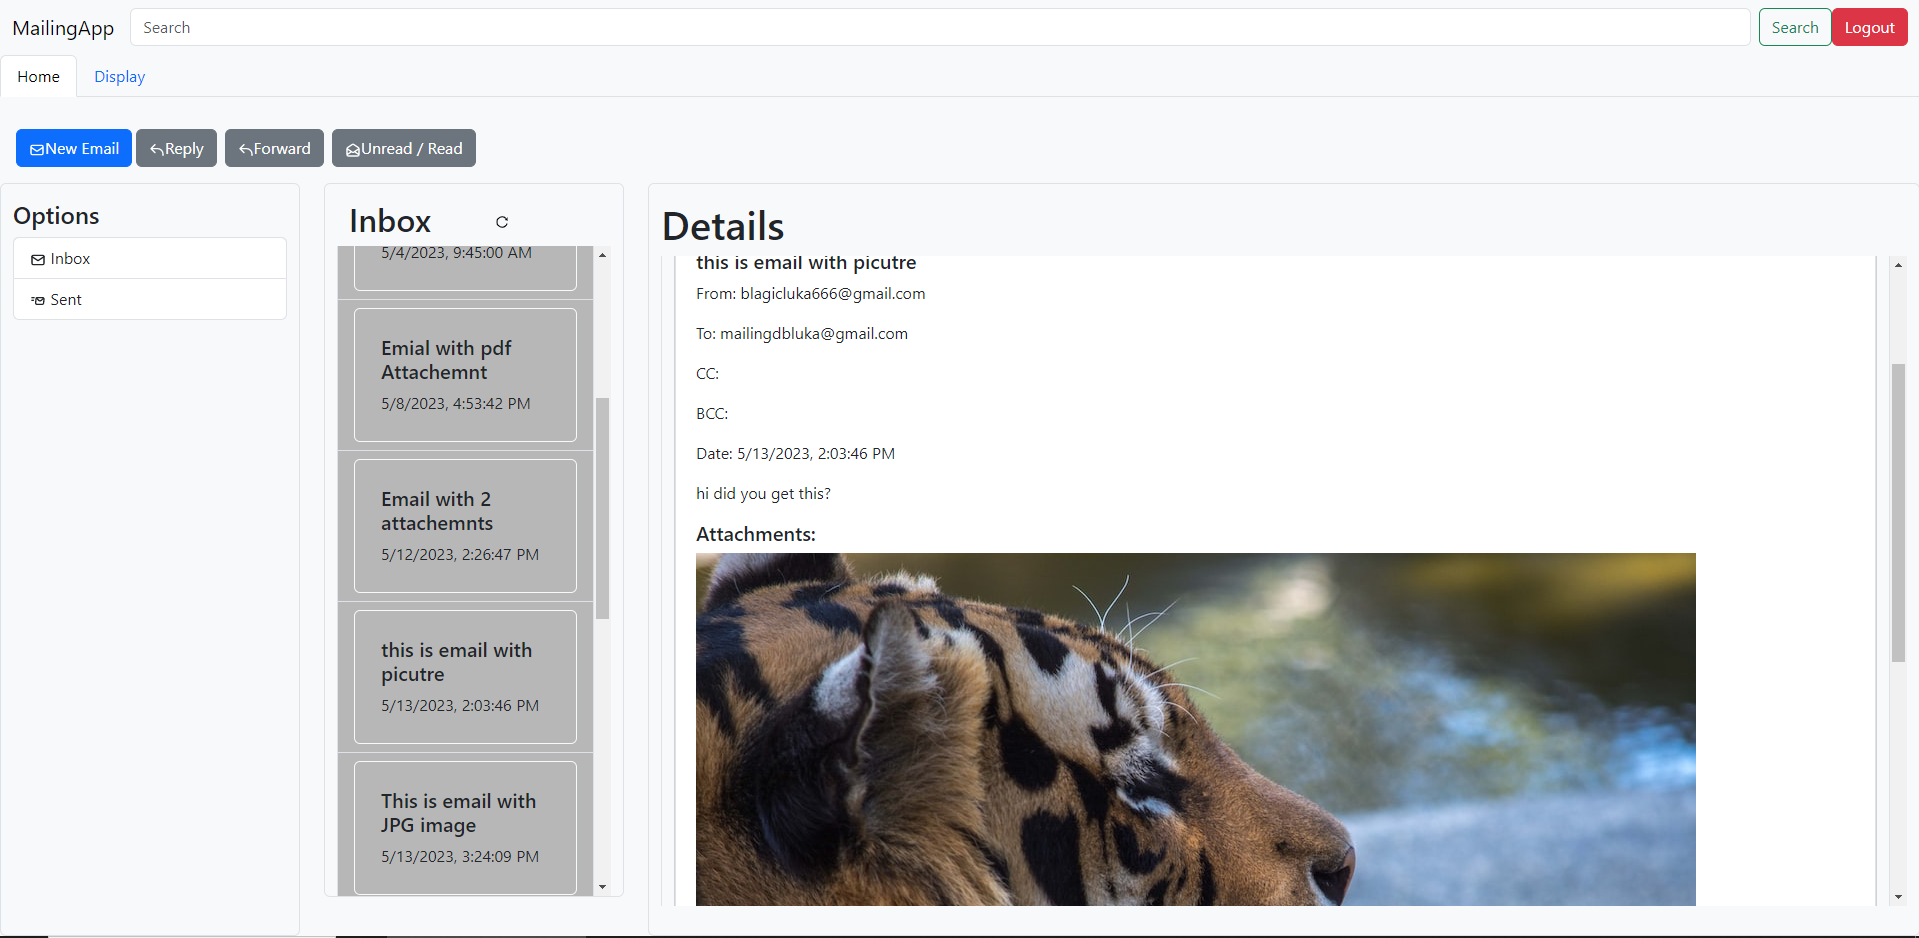 MailingApp
Search
Search
Logout
Home
Display
New Email
Reply
Forward
Unread / Read
Options
Inbox
Sent
Inbox
5/4/2023, 9:45:00 AM
Emial with pdf
Attachemnt
5/8/2023, 4:53:42 PM
Email with 2
attachemnts
5/12/2023, 2:26:47 PM
this is email with
picutre
5/13/2023, 2:03:46 PM
This is email with
JPG image
5/13/2023, 3:24:09 PM
Details
this is email with picutre
From: blagicluka666@gmail.com
To: mailingdbluka@gmail.com
CC:
BCC:
Date: 5/13/2023, 2:03:46 PM
hi did you get this?
Attachments: